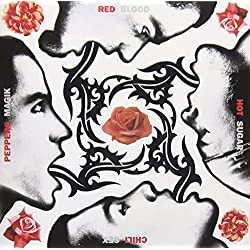 RED BLOOD
HOT SUGAR
CHILI SEX
PEPPERS MAGIK